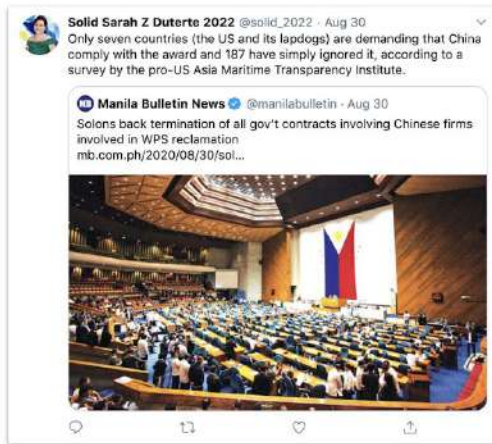 Solid Sarah Z Duterte 2022 @solid_2022 · Aug 30
Only seven countries (the US and its lapdogs) are demanding that China
comply with the award and 187 have simply ignored it, according to a
survey by the pro-US Asia Maritime Transparency Institute.
MB Manila Bulletin News @manilabulletin · Aug 30
Solons back termination of all gov't contracts involving Chinese firms
involved in WPS reclamation
mb.com.ph/2020/08/30/sol...